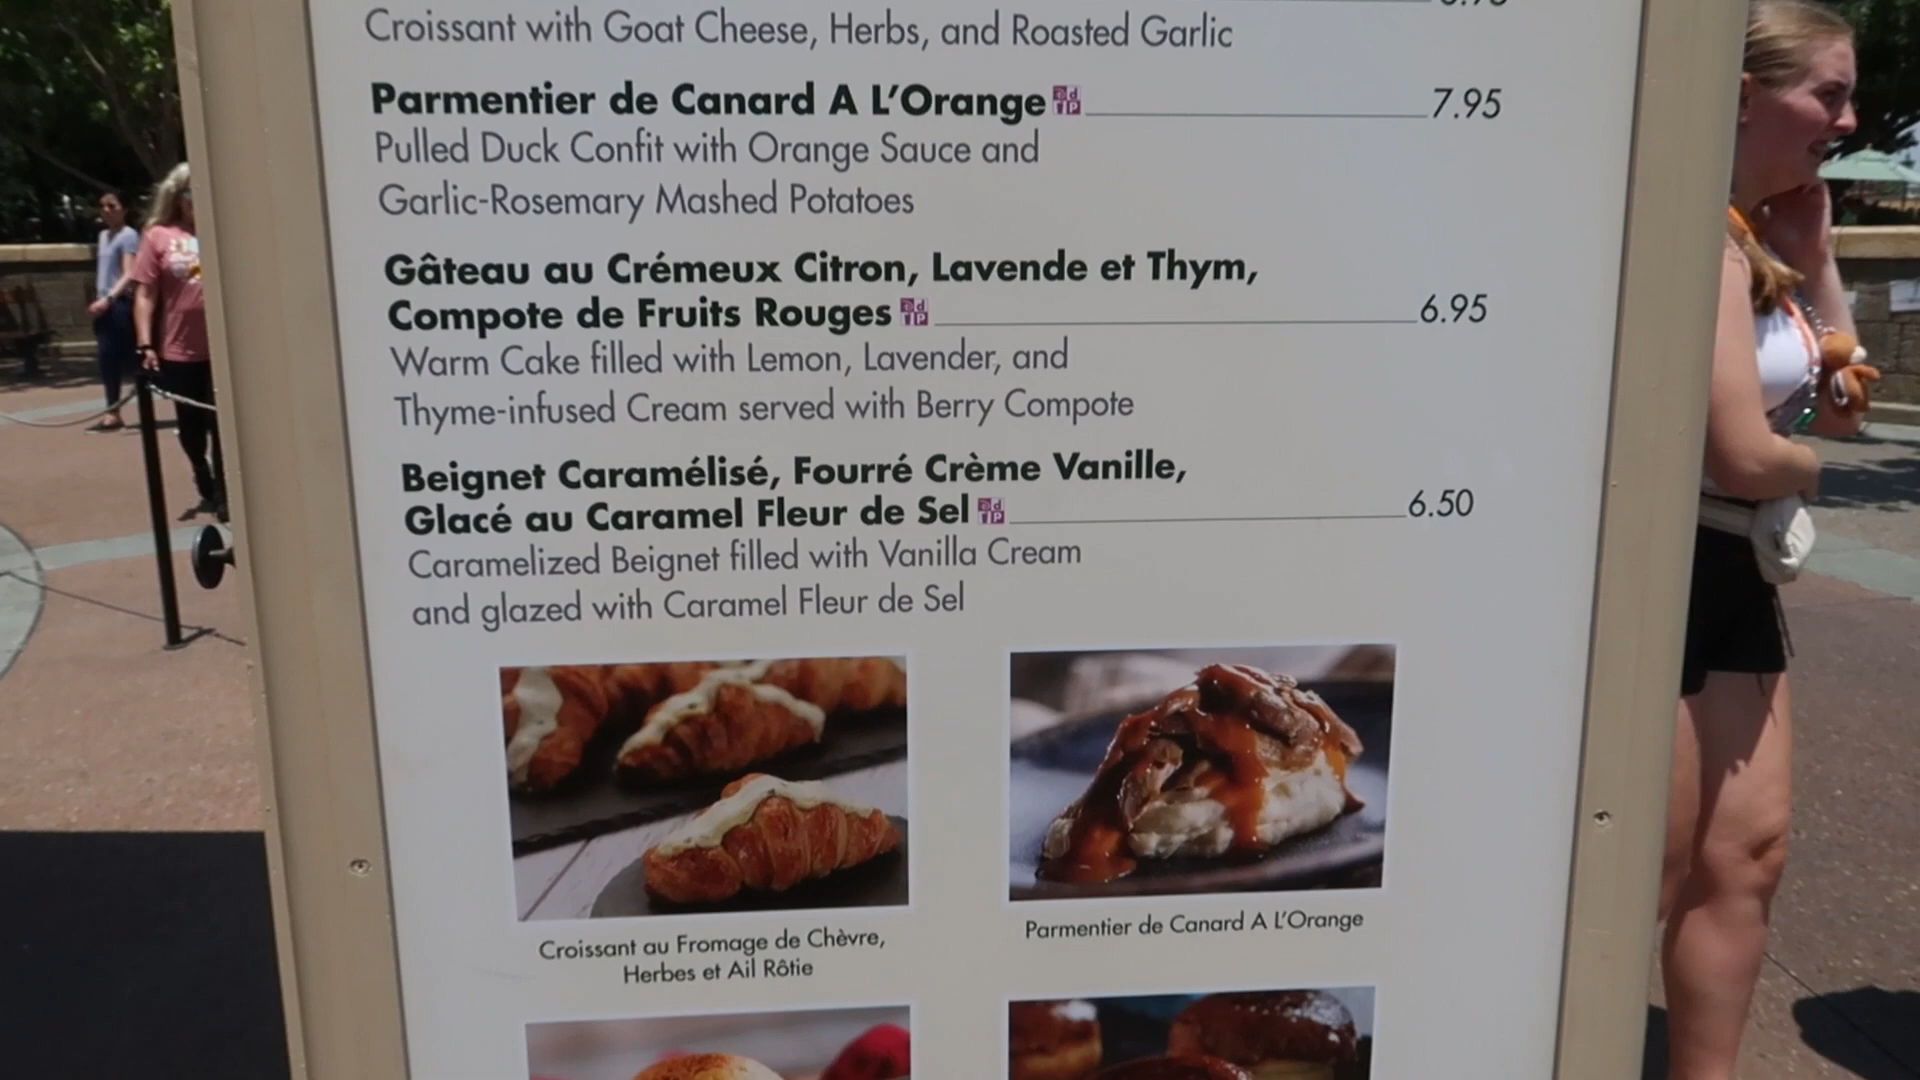 Croissant with Goat Cheese, Herbs, and Roasted Garlic
Parmentier de Canard A L'Orange 7.95
Pulled Duck Confit with Orange Sauce and
Garlic-Rosemary Mashed Potatoes
Gâteau au Crémeux Citron, Lavende et Thym,
Compote de Fruits Rouges 6.95
Warm Cake filled with Lemon, Lavender, and
Thyme-infused Cream served with Berry Compote
Beignet Caramélisé, Fourré Crème Vanille,
Glacé au Caramel Fleur de Sel 6.50
Caramelized Beignet filled with Vanilla Cream
and glazed with Caramel Fleur de Sel
Croissant au Fromage de Chèvre,
Herbes et Ail Rôtie
Parmentier de Canard A L'Orange